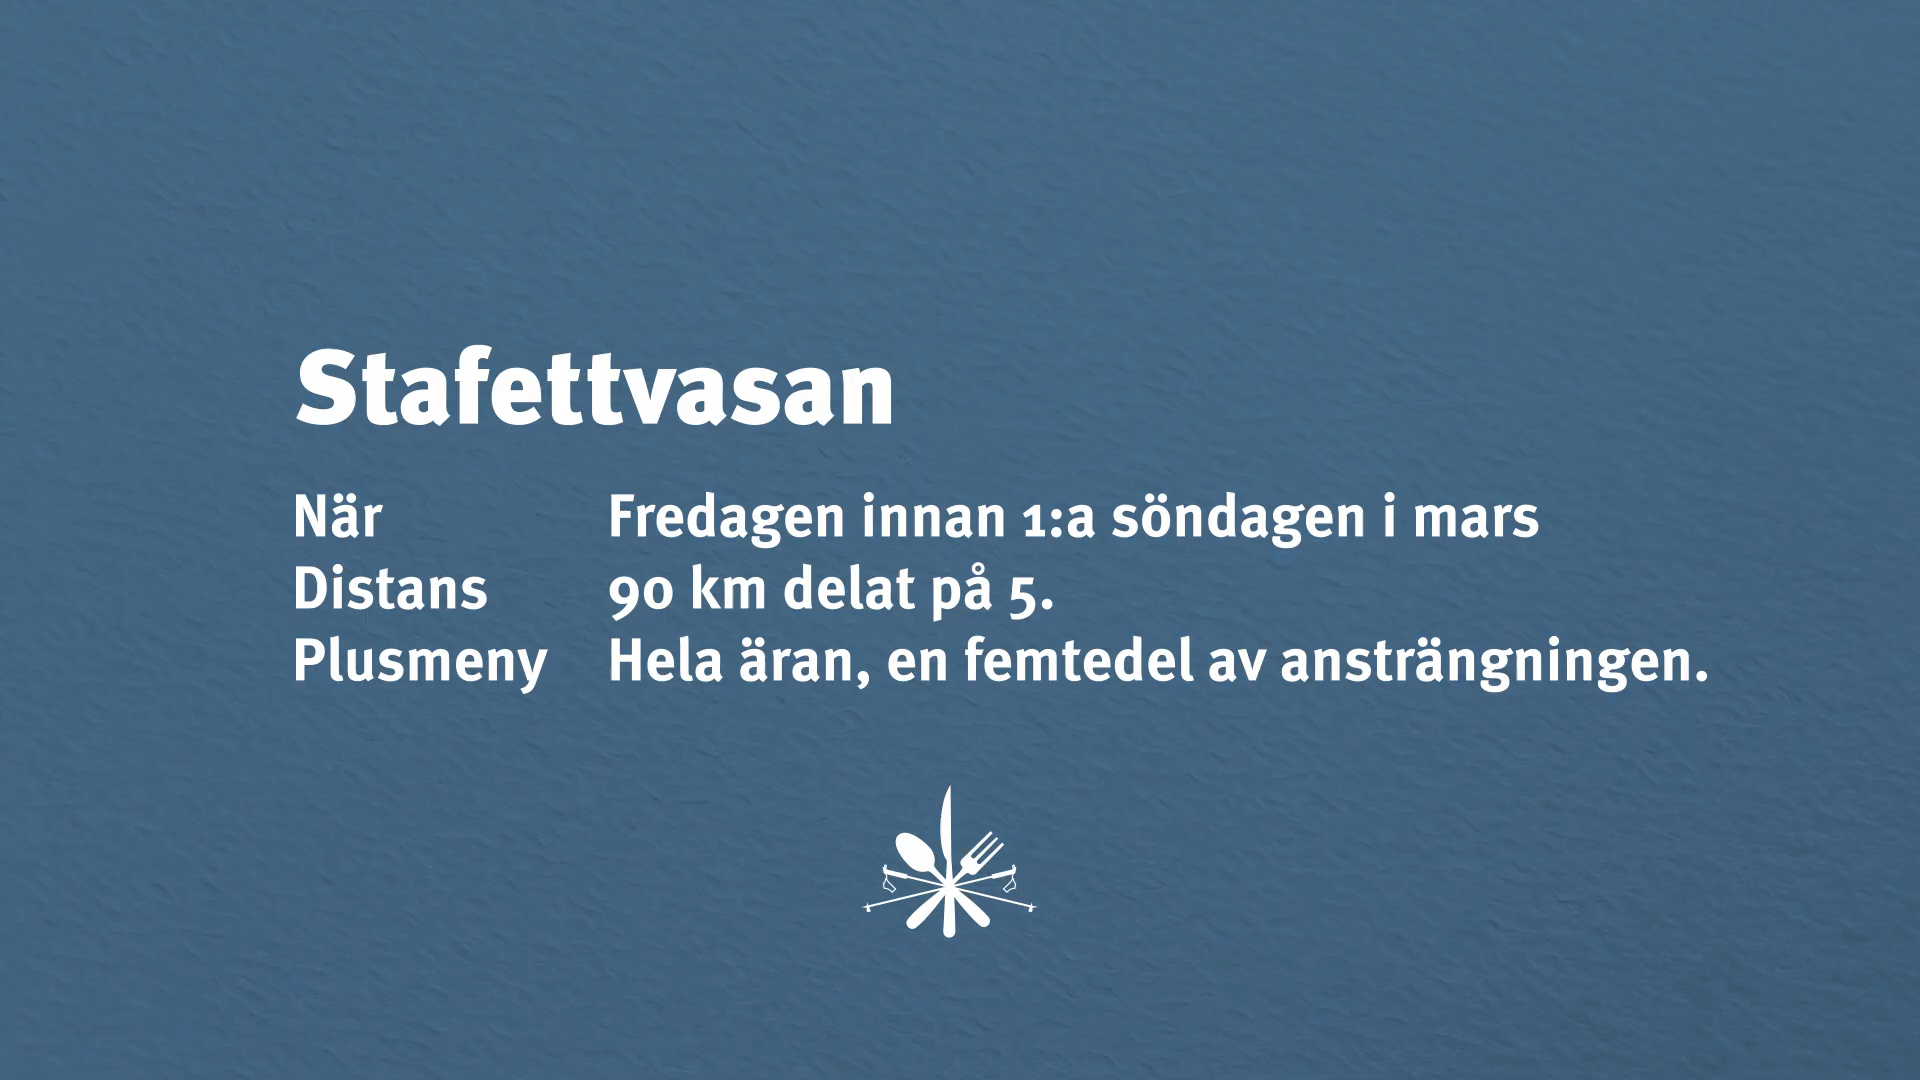 Stafettvasan
När Fredagen innan 1:a söndagen i mars
Distans 90 km delat på 5.
Plusmeny Hela äran, en femtedel av ansträngningen.